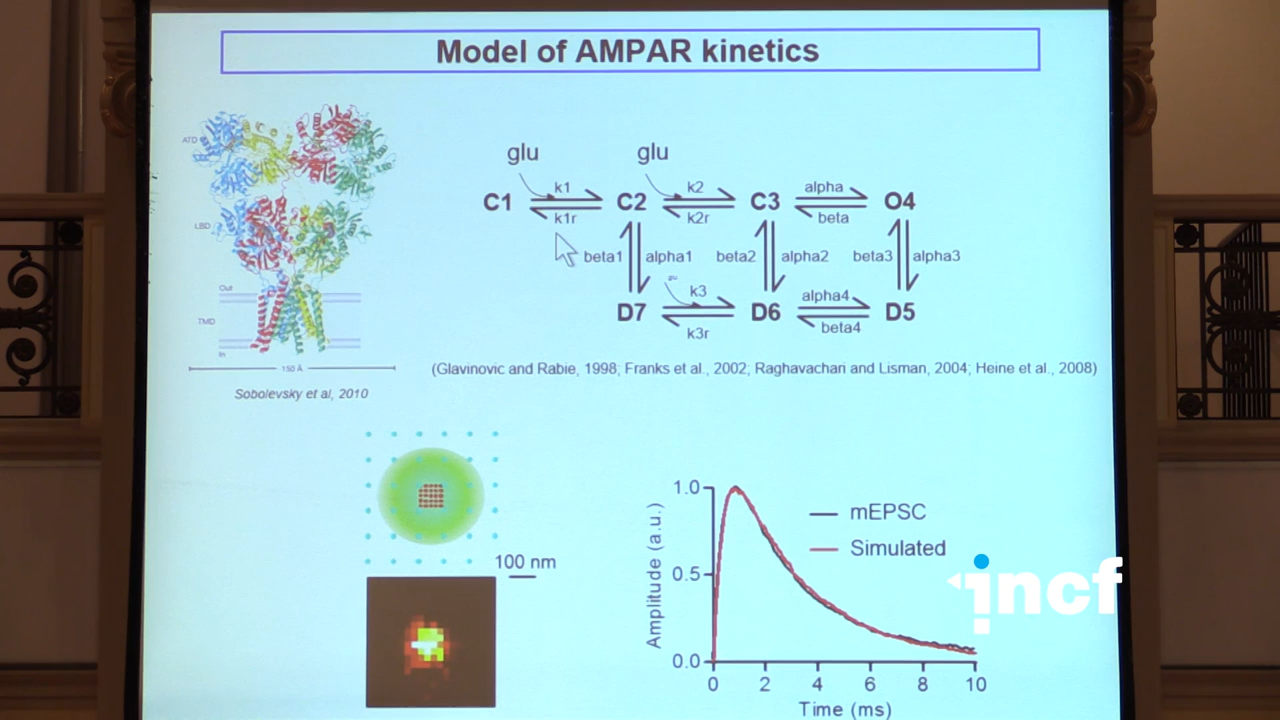 Model of AMPAR kinetics
ATD
LBD
Out
TMD
In
150 Å
Sobolevsky et al, 2010
glu glu
C1 k1 k1r C2 k2 k2r C3 alpha beta O4
beta1 alpha1 beta2 alpha2 beta3 alpha3
D7 k3 k3r D6 alpha4 beta4 D5
(Glavinovic and Rabie, 1998; Franks et al., 2002; Raghavachari and Lisman, 2004; Heine et al., 2008)
100 nm
Amplitude (a.u.)
1.0
0.5
0.0
mEPSC
Simulated
0 2 4 6 8 10
Time (ms)
incf